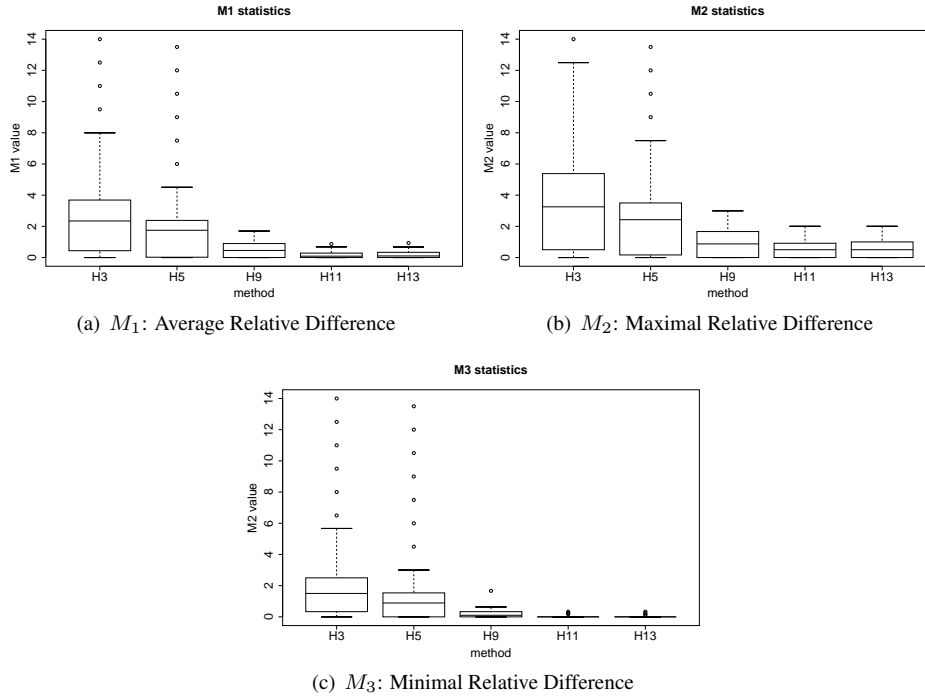 M1 statistics
M1 value
14
12
10
8
6
4
2
0
H3 H5 H9 H11 H13
method
(a) M₁: Average Relative Difference
M2 statistics
M2 value
14
12
10
8
6
4
2
0
H3 H5 H9 H11 H13
method
(b) M₂: Maximal Relative Difference
M3 statistics
M2 value
14
12
10
8
6
4
2
0
H3 H5 H9 H11 H13
method
(c) M₃: Minimal Relative Difference